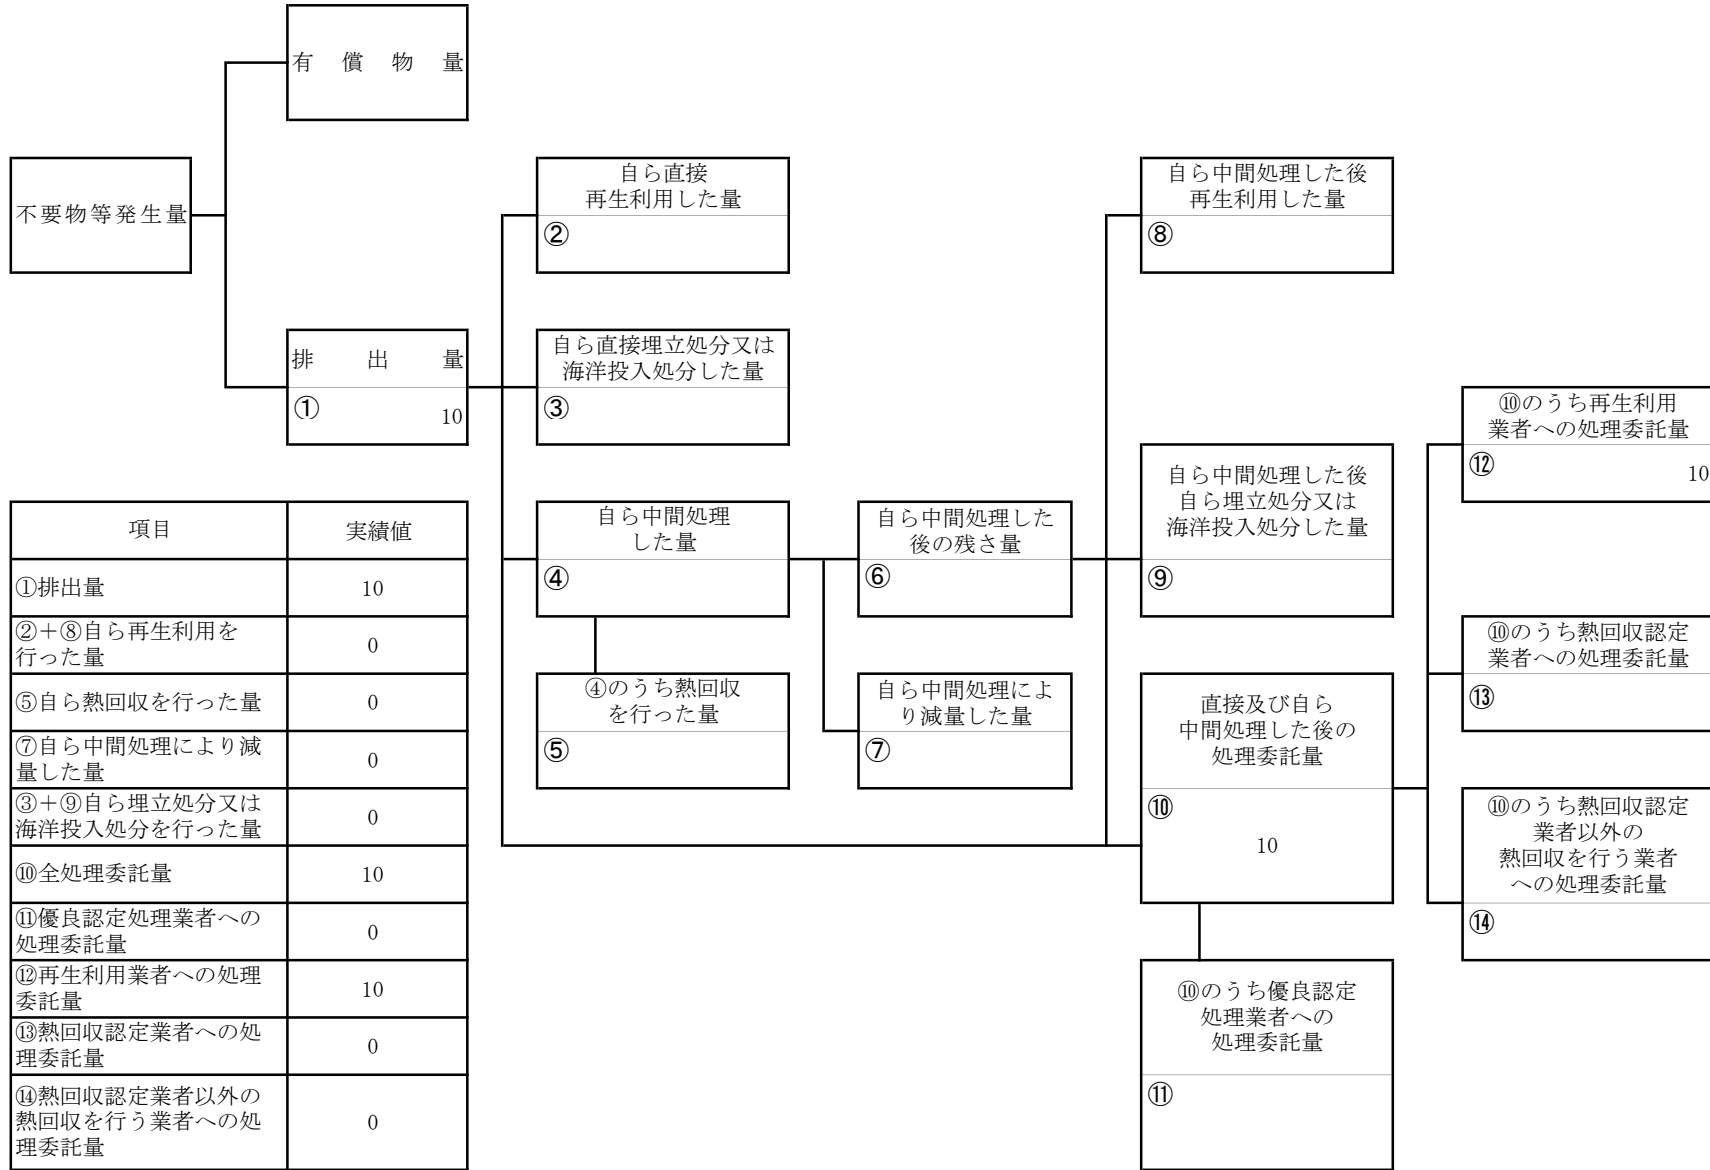 有償物量
不要物等発生量
排出量
①
10
自ら直接
再生利用した量
②
自ら直接埋立処分又は
海洋投入処分した量
③
自ら中間処理
した量
④
④のうち熱回収
を行った量
⑤
自ら中間処理した
後の残さ量
⑥
自ら中間処理によ
り減量した量
⑦
自ら中間処理した後
再生利用した量
⑧
自ら中間処理した後
自ら埋立処分又は
海洋投入処分した量
⑨
直接及び自ら
中間処理した後の
処理委託量
⑩
10
⑩のうち優良認定
処理業者への
処理委託量
⑪
⑩のうち再生利用
業者への処理委託量
⑫
10
⑩のうち熱回収認定
業者への処理委託量
⑬
⑩のうち熱回収認定
業者以外の
熱回収を行う業者
への処理委託量
⑭
項目 実績値
①排出量 10
②＋⑧自ら再生利用を
行った量 0
⑤自ら熱回収を行った量 0
⑦自ら中間処理により減
量した量 0
③＋⑨自ら埋立処分又は
海洋投入処分を行った量 0
⑩全処理委託量 10
⑪優良認定処理業者への
処理委託量 0
⑫再生利用業者への処理
委託量 10
⑬熱回収認定業者への処
理委託量 0
⑭熱回収認定業者以外の
熱回収を行う業者への処
理委託量 0